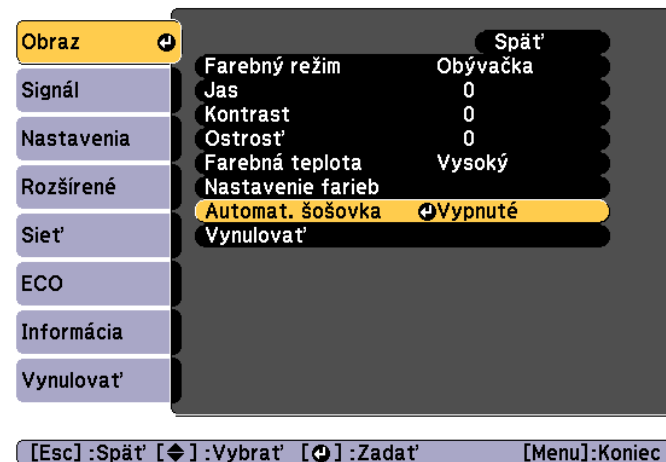 Obraz
Signál
Nastavenia
Rozšírené
Sieť
ECO
Informácia
Vynulovať
Späť
Farebný režim Obývačka
Jas 0
Kontrast 0
Ostrosť 0
Farebná teplota Vysoký
Nastavenie farieb
Automat. šošovka Vypnuté
Vynulovať
[Esc] :Späť [◆] :Vybrať [⏎] :Zadať [Menu]:Koniec